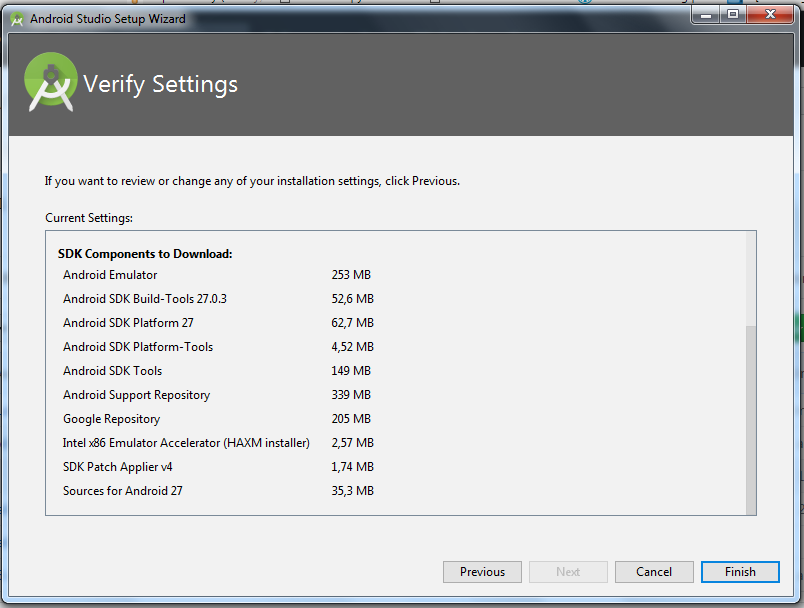 Android Studio Setup Wizard
Verify Settings
If you want to review or change any of your installation settings, click Previous.
Current Settings:
SDK Components to Download:
Android Emulator 253 MB
Android SDK Build-Tools 27.0.3 52,6 MB
Android SDK Platform 27 62,7 MB
Android SDK Platform-Tools 4,52 MB
Android SDK Tools 149 MB
Android Support Repository 339 MB
Google Repository 205 MB
Intel x86 Emulator Accelerator (HAXM installer) 2,57 MB
SDK Patch Applier v4 1,74 MB
Sources for Android 27 35,3 MB
Previous Next Cancel Finish